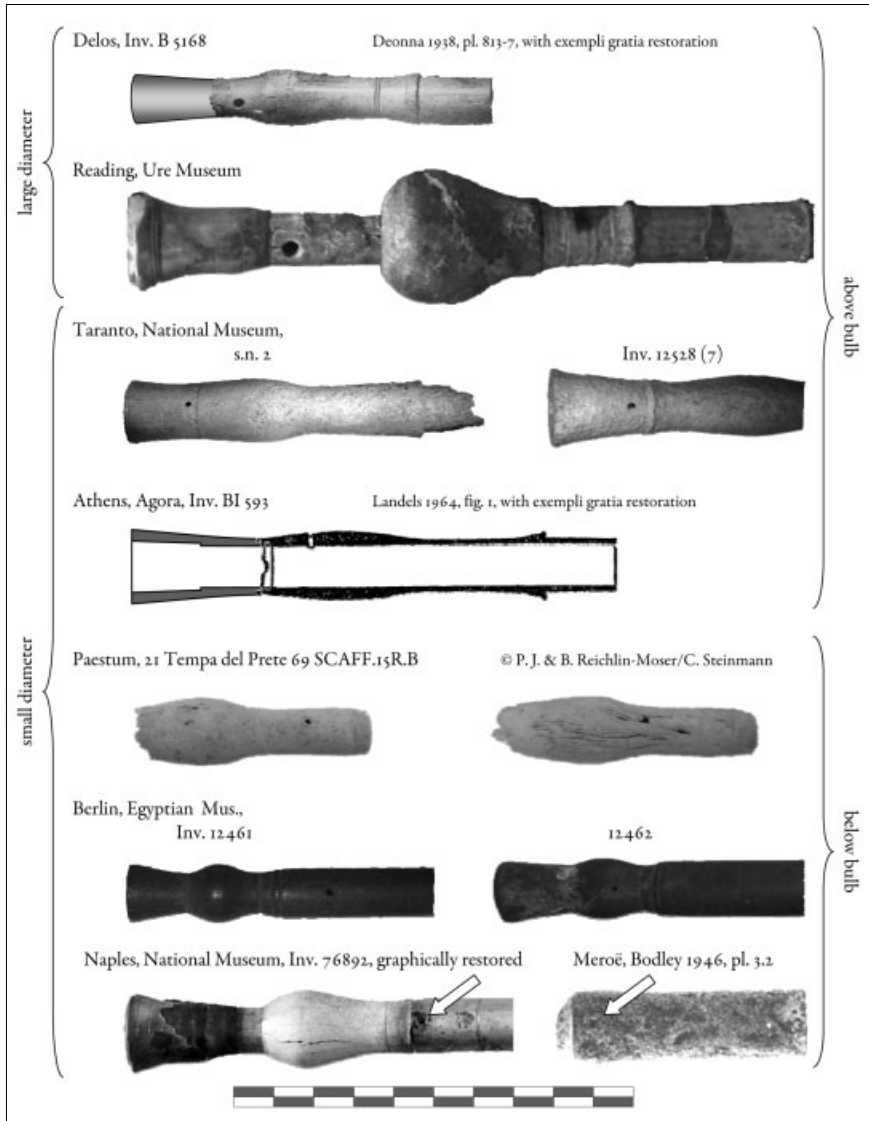 Delos, Inv. B 5168
Deonna 1938, pl. 813-7, with exempli gratia restoration
large diameter
Reading, Ure Museum
above bulb
Taranto, National Museum,
s.n. 2
Inv. 12528 (7)
Athens, Agora, Inv. BI 593
Landels 1964, fig. 1, with exempli gratia restoration
small diameter
Paestum, 21 Tempa del Prete 69 SCAFF.15R.B
© P. J. & B. Reichlin-Moser/C. Steinmann
below bulb
Berlin, Egyptian Mus.,
Inv. 12461
12462
Naples, National Museum, Inv. 76892, graphically restored
Meroë, Bodley 1946, pl. 3.2